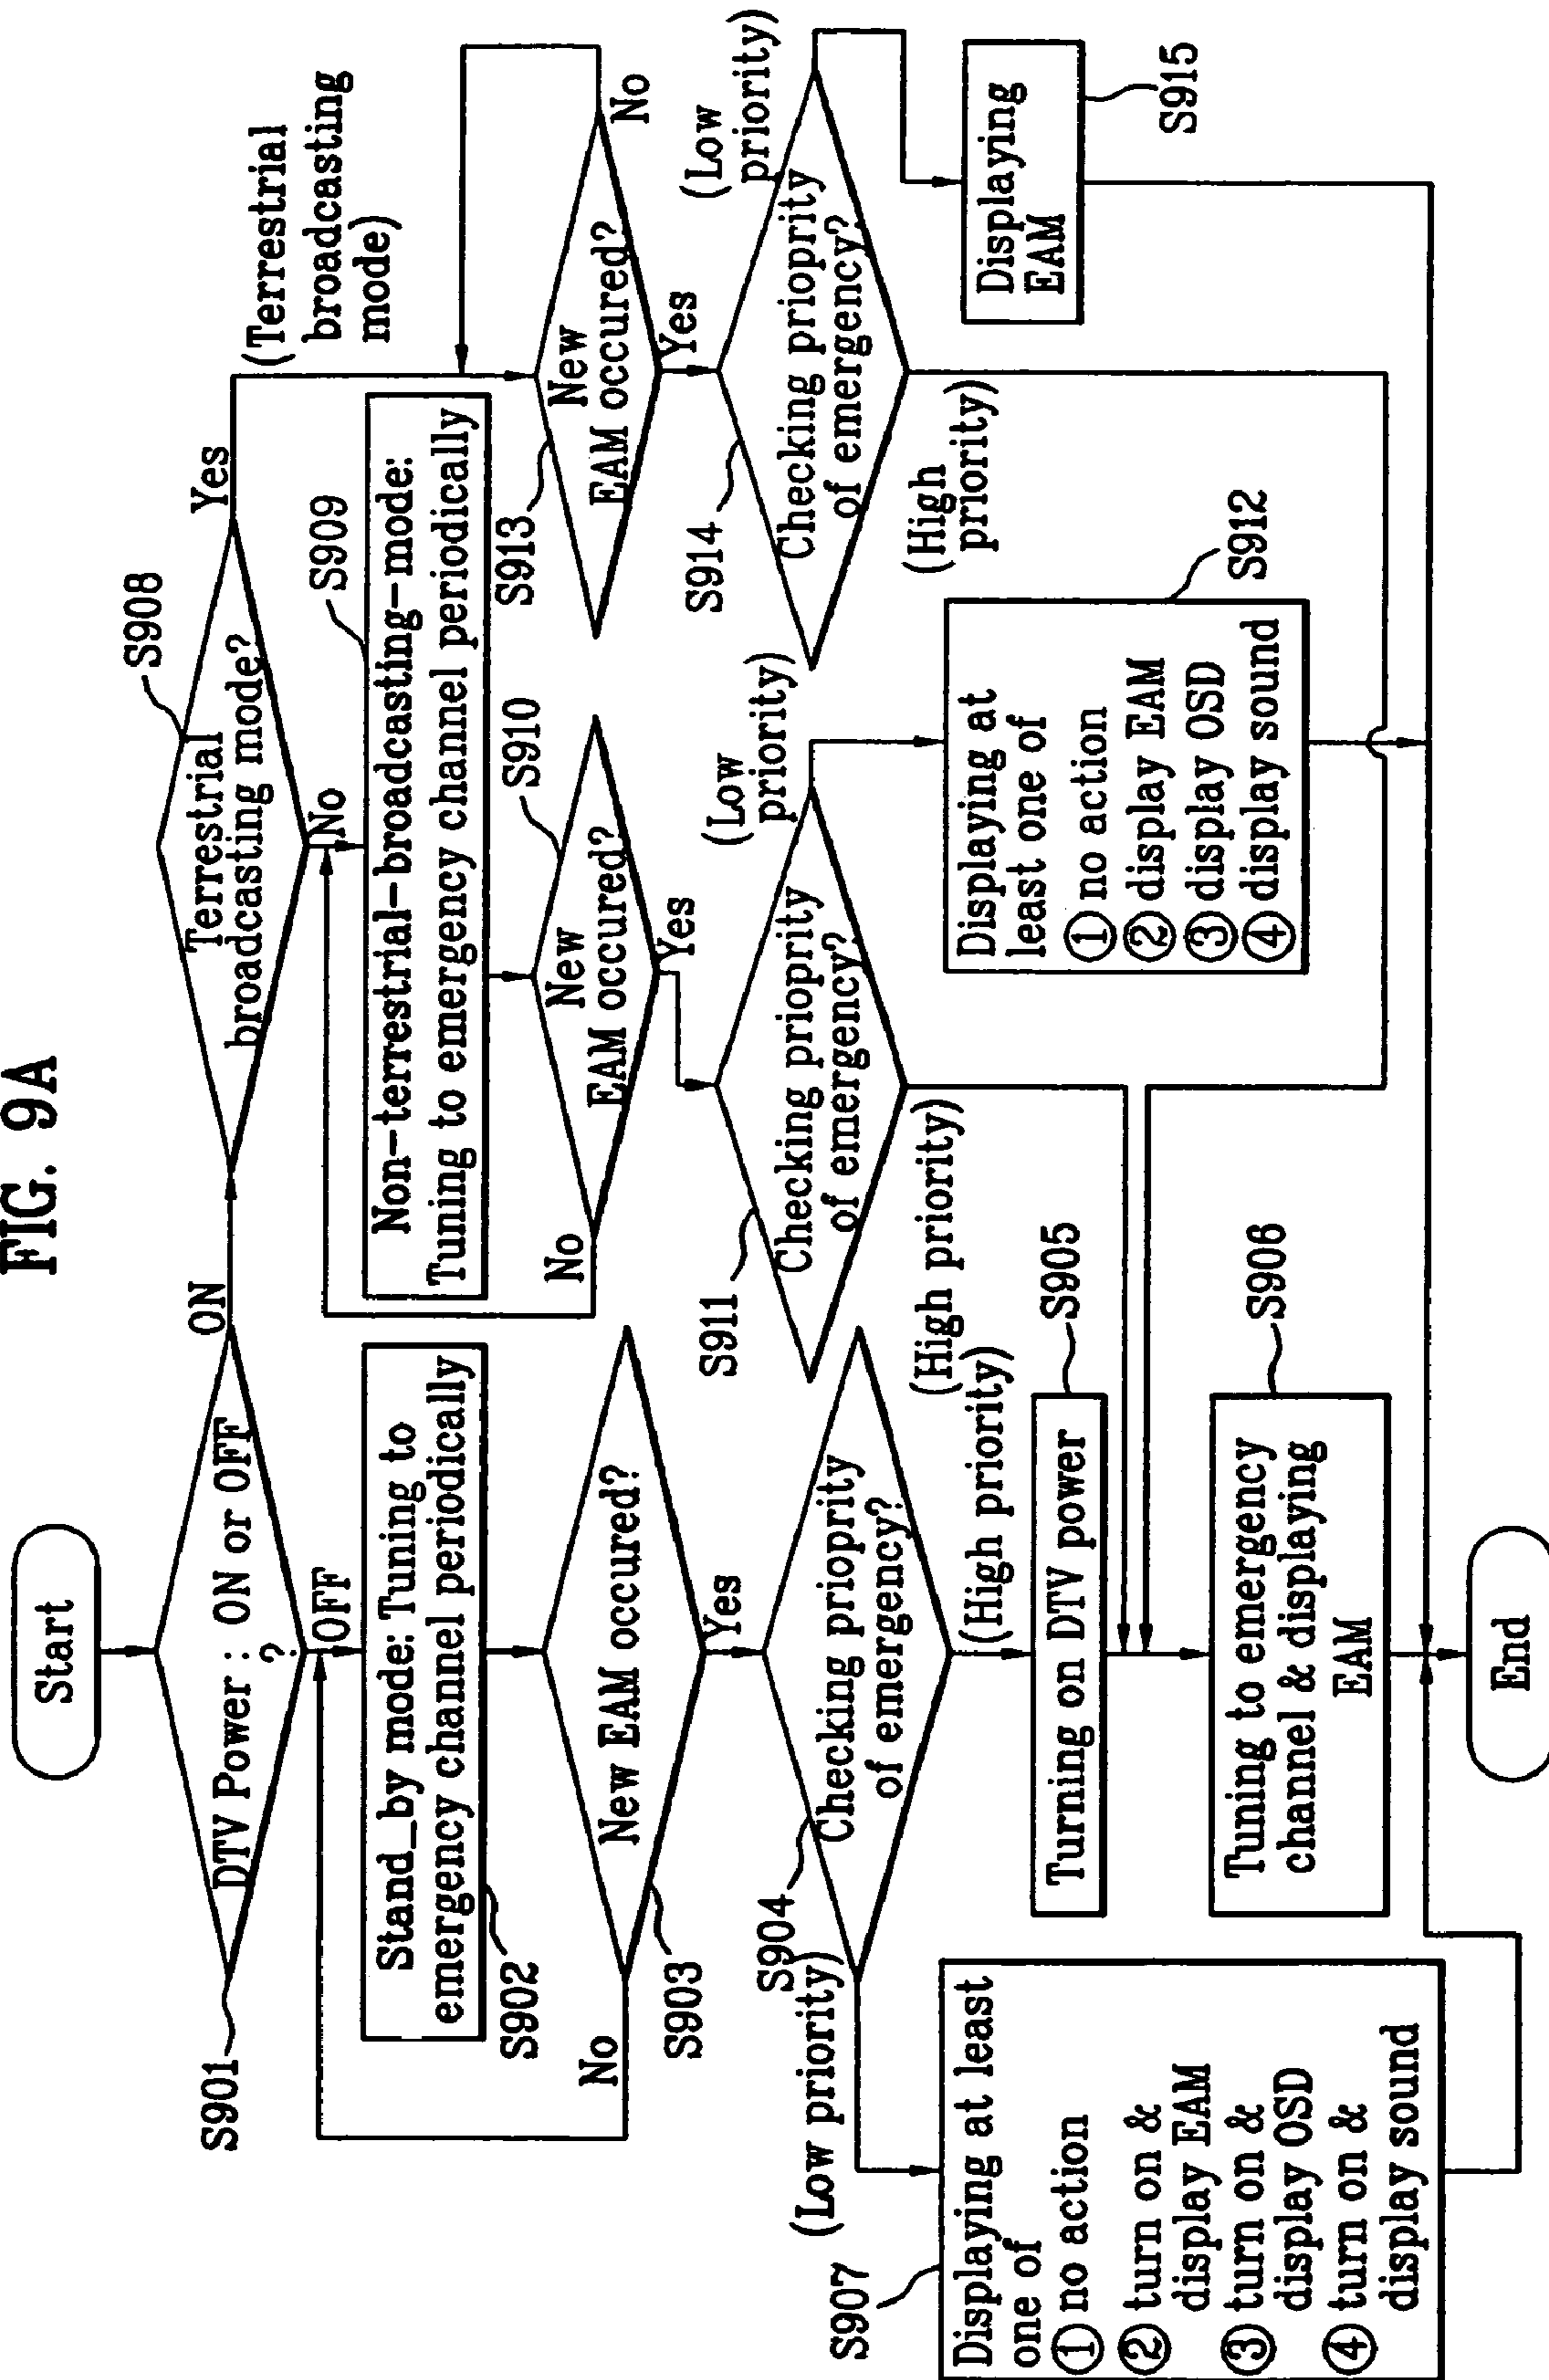 FIG. 9A
Start
S901
DTV Power : ON or OFF
?
ON
OFF
S902
Stand_by mode: Tuning to
emergency channel periodically
S903
New EAM occured?
No
Yes
S904
Checking prioprity
of emergency?
(Low priority)
(High priority)
S907
Displaying at least
one of
① no action
② turn on &
display EAM
③ turn on &
display OSD
④ turn on &
display sound
Turning on DTV power
S905
Tuning to emergency
channel & displaying
EAM
S906
End
S908
Terrestrial
broadcasting mode?
Yes
No
(Terrestrial
broadcasting
mode)
S909
Non-terrestrial-broadcasting-mode:
Tuning to emergency channel periodically
S910
New
EAM occured?
No
Yes
S911
Checking prioprity
of emergency?
(Low
priority)
(High priority)
Displaying at
least one of
① no action
② display EAM
③ display OSD
④ display sound
S912
S913
New
EAM occured?
No
Yes
S914
Checking prioprity
of emergency?
(Low
priority)
(High
priority)
Displaying
EAM
S915